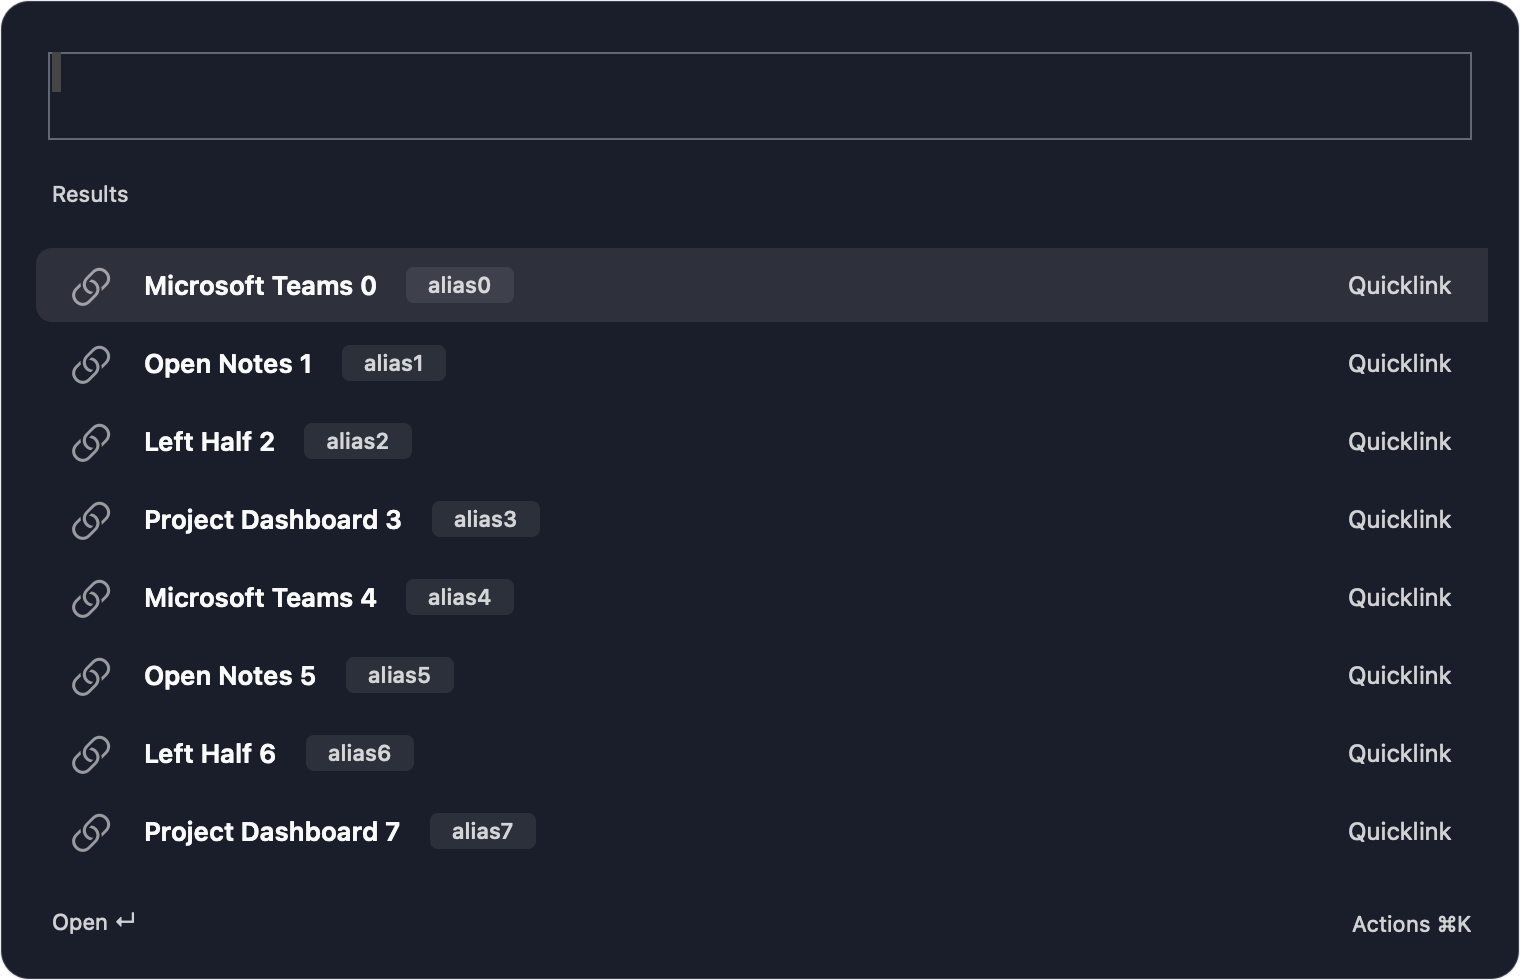 Results
Microsoft Teams 0 alias0 Quicklink
Open Notes 1 alias1 Quicklink
Left Half 2 alias2 Quicklink
Project Dashboard 3 alias3 Quicklink
Microsoft Teams 4 alias4 Quicklink
Open Notes 5 alias5 Quicklink
Left Half 6 alias6 Quicklink
Project Dashboard 7 alias7 Quicklink
Open ↵ Actions ⌘K